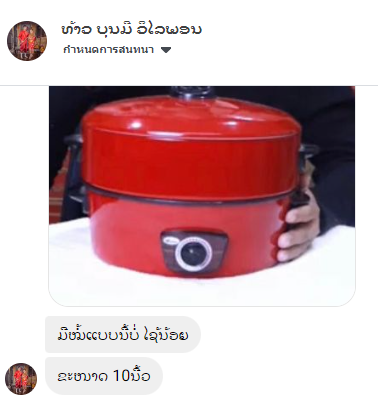 ທ້າວ ບຸນມີ ວິໄລພອນ
กำหนดการสนทนา
ມີໝໍ້ແບບນີ້ບໍ່ ໄຊ້ນ້ອຍ
ຂະໜາດ 10ນີ້ວ